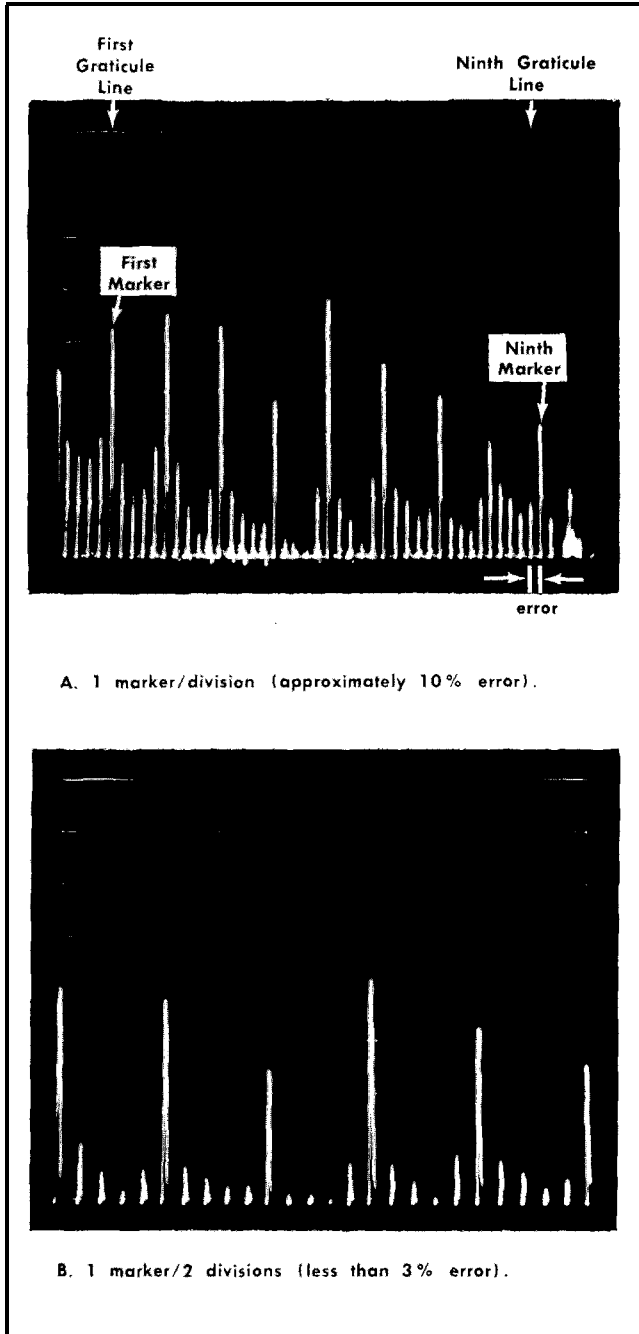 First
Graticule
Line
Ninth Graticule
Line
First
Marker
Ninth
Marker
error
A. 1 marker/division (approximately 10% error).
B. 1 marker/2 divisions (less than 3% error).